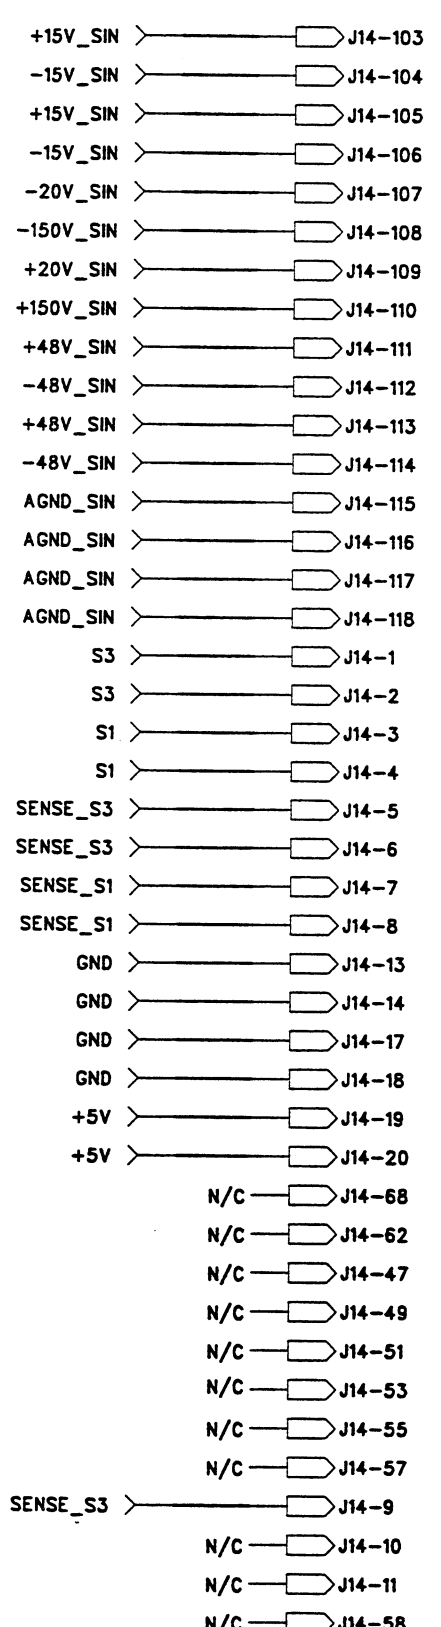 +15V_SIN J14-103
-15V_SIN J14-104
+15V_SIN J14-105
-15V_SIN J14-106
-20V_SIN J14-107
-150V_SIN J14-108
+20V_SIN J14-109
+150V_SIN J14-110
+48V_SIN J14-111
-48V_SIN J14-112
+48V_SIN J14-113
-48V_SIN J14-114
AGND_SIN J14-115
AGND_SIN J14-116
AGND_SIN J14-117
AGND_SIN J14-118
S3 J14-1
S3 J14-2
S1 J14-3
S1 J14-4
SENSE_S3 J14-5
SENSE_S3 J14-6
SENSE_S1 J14-7
SENSE_S1 J14-8
GND J14-13
GND J14-14
GND J14-17
GND J14-18
+5V J14-19
+5V J14-20
N/C J14-68
N/C J14-62
N/C J14-47
N/C J14-49
N/C J14-51
N/C J14-53
N/C J14-55
N/C J14-57
SENSE_S3 J14-9
N/C J14-10
N/C J14-11
N/C J14-58